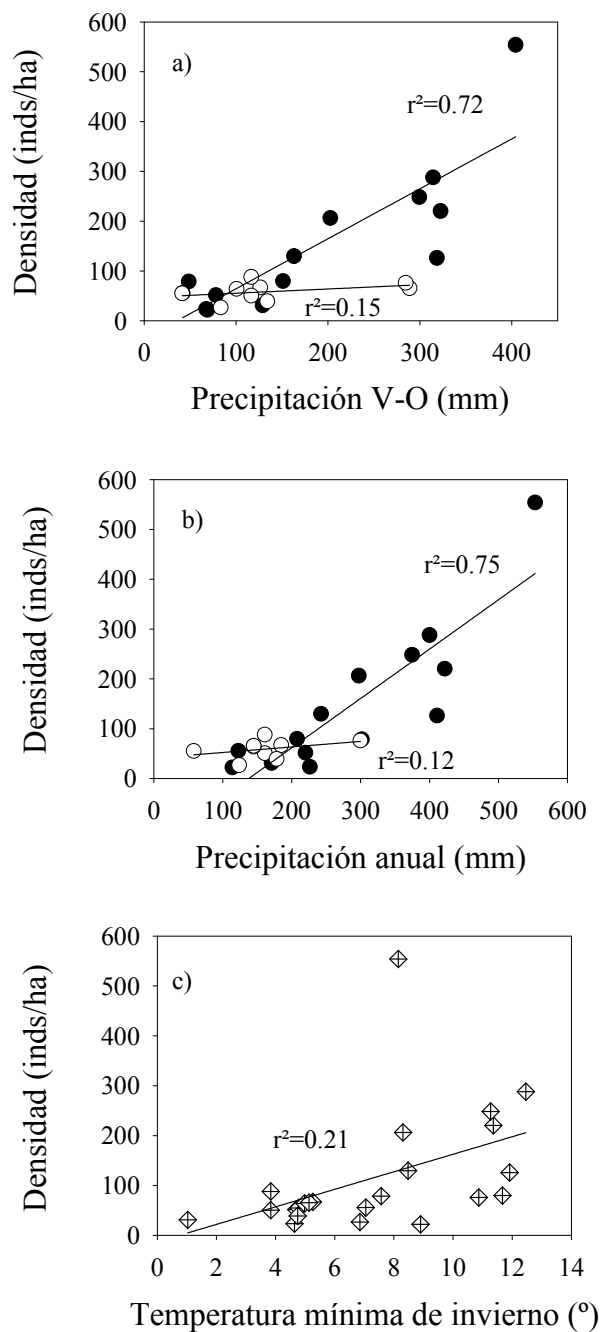 600
500
400
300
200
100
0
Densidad (inds/ha)
a)
r²=0.72
r²=0.15
0 100 200 300 400
Precipitación V-O (mm)
600
500
400
300
200
100
0
Densidad (inds/ha)
b)
r²=0.75
r²=0.12
0 100 200 300 400 500 600
Precipitación anual (mm)
600
500
400
300
200
100
0
Densidad (inds/ha)
c)
r²=0.21
0 2 4 6 8 10 12 14
Temperatura mínima de invierno (º)